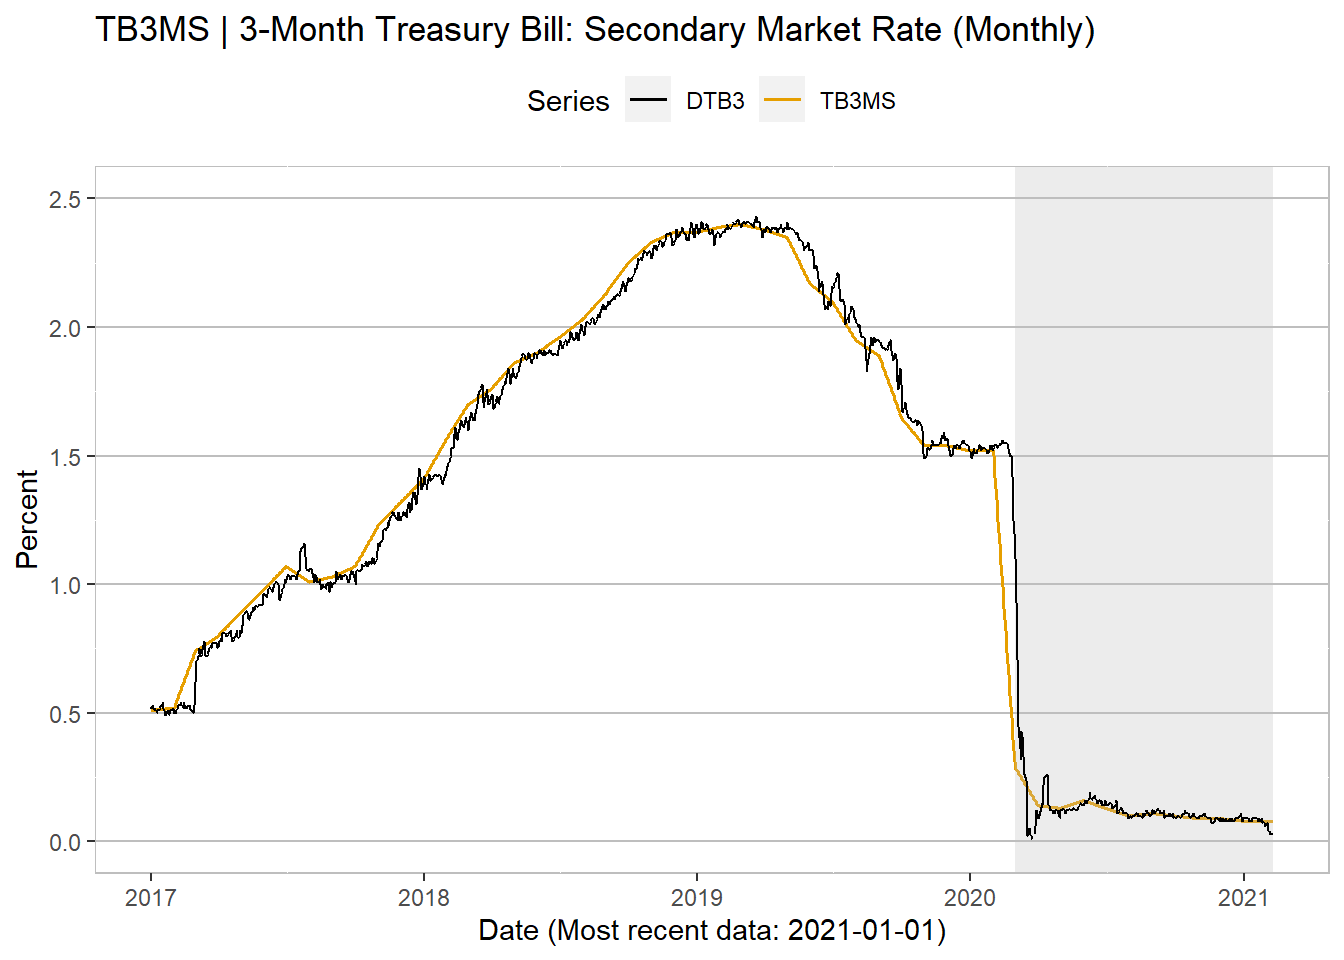 TB3MS | 3-Month Treasury Bill: Secondary Market Rate (Monthly)
Series DTB3 TB3MS
Percent
2.5
2.0
1.5
1.0
0.5
0.0
2017 2018 2019 2020 2021
Date (Most recent data: 2021-01-01)